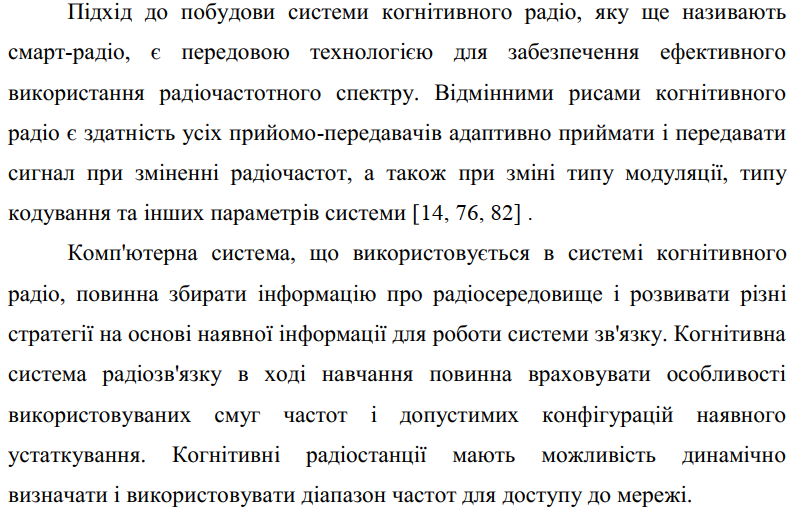 Підхід до побудови системи когнітивного радіо, яку ще називають
смарт-радіо, є передовою технологією для забезпечення ефективного
використання радіочастотного спектру. Відмінними рисами когнітивного
радіо є здатність усіх прийомо-передавачів адаптивно приймати і передавати
сигнал при зміненні радіочастот, а також при зміні типу модуляції, типу
кодування та інших параметрів системи [14, 76, 82] .
Комп'ютерна система, що використовується в системі когнітивного
радіо, повинна збирати інформацію про радіосередовище і розвивати різні
стратегії на основі наявної інформації для роботи системи зв'язку. Когнітивна
система радіозв'язку в ході навчання повинна враховувати особливості
використовуваних смуг частот і допустимих конфігурацій наявного
устаткування. Когнітивні радіостанції мають можливість динамічно
визначати і використовувати діапазон частот для доступу до мережі.